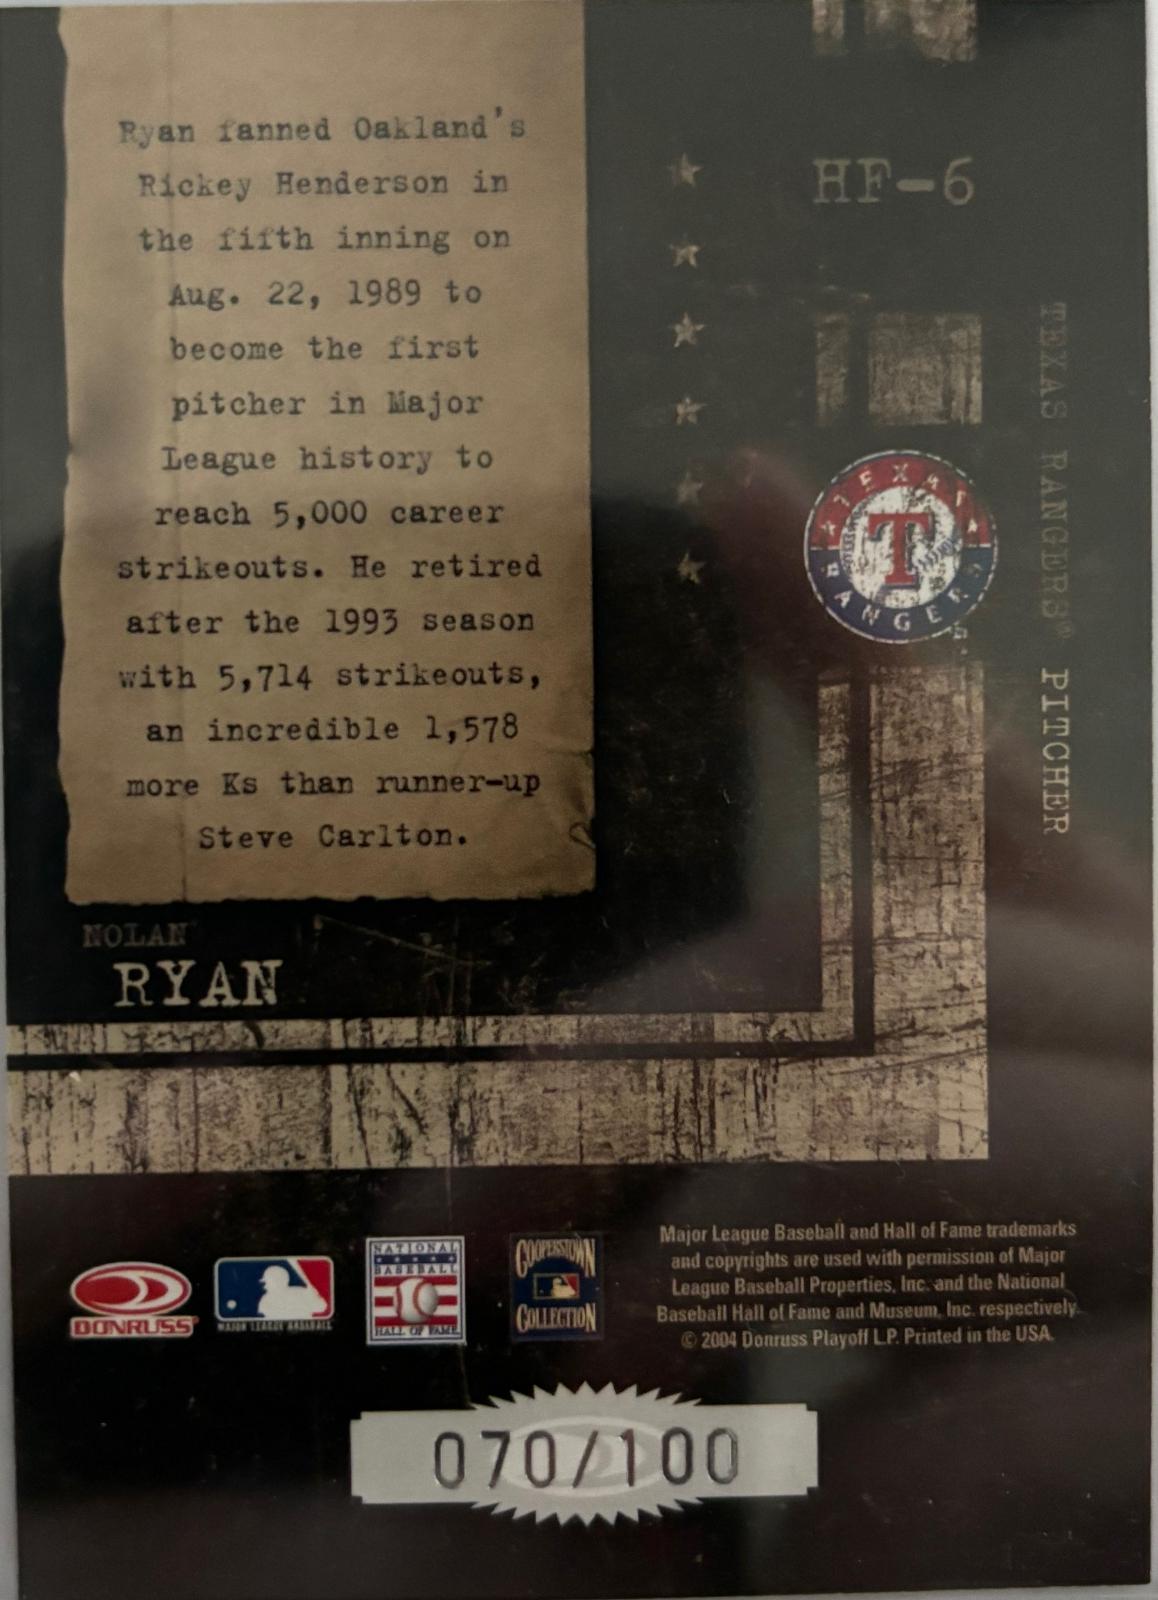 Ryan fanned Oakland's
Rickey Henderson in
the fifth inning on
Aug. 22, 1989 to
become the first
pitcher in Major
League history to
reach 5,000 career
strikeouts. He retired
after the 1993 season
with 5,714 strikeouts,
an incredible 1,578
more Ks than runner-up
Steve Carlton.
NOLAN
RYAN
HF-6
TEXAS RANGERS® PITCHER
TEXAS
T
RANGERS
DONRUSS
MAJOR LEAGUE BASEBALL
NATIONAL
BASEBALL
HALL OF FAME
COOPERSTOWN
COLLECTION
Major League Baseball and Hall of Fame trademarks
and copyrights are used with permission of Major
League Baseball Properties, Inc. and the National
Baseball Hall of Fame and Museum, Inc. respectively.
© 2004 Donruss Playoff L.P. Printed in the USA.
070/100